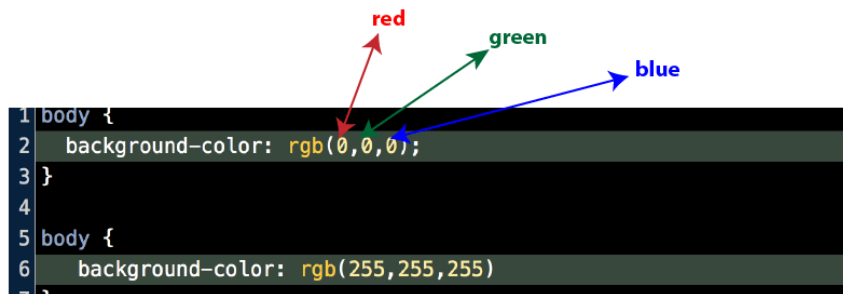 red
green
blue
1 body {
2 background-color: rgb(0,0,0);
3 }
4
5 body {
6 background-color: rgb(255,255,255)
7 }